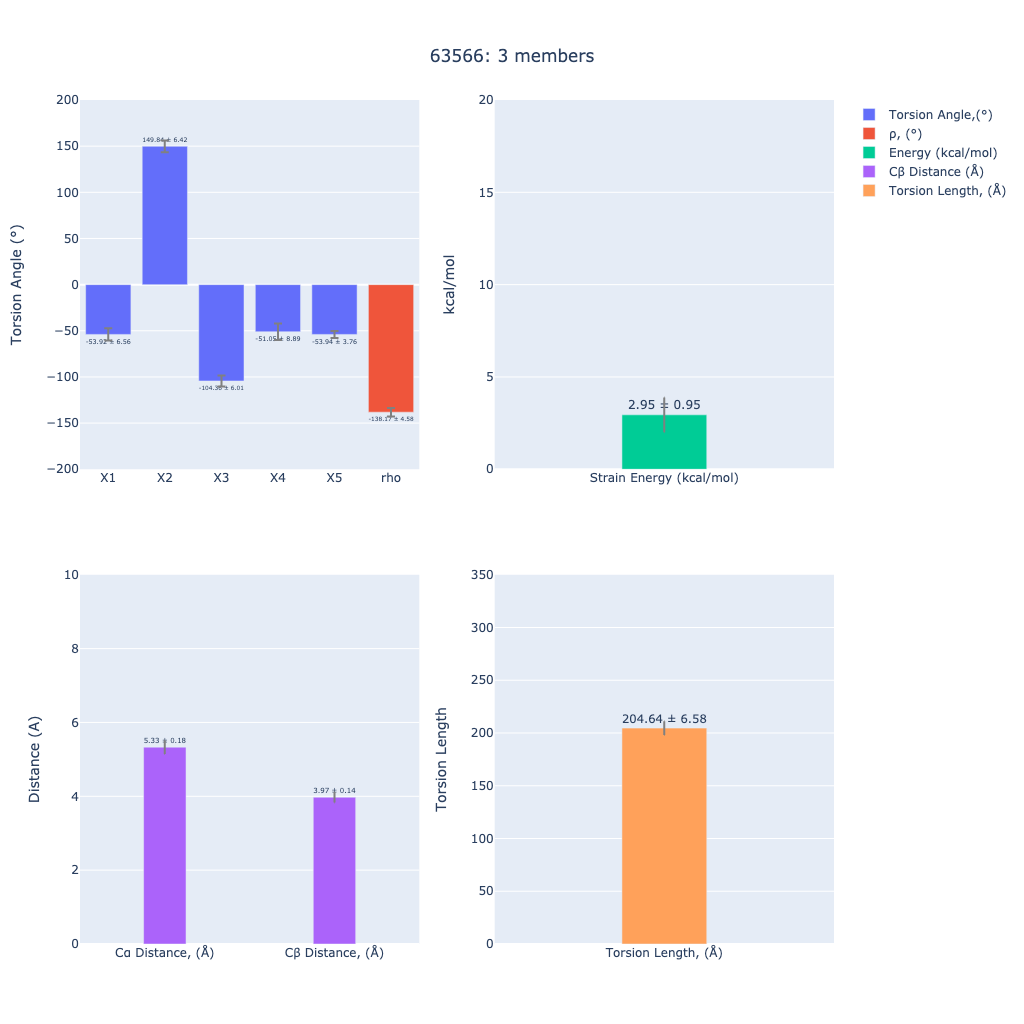 63566: 3 members
Torsion Angle (°)
200
150
100
50
0
−50
−100
−150
−200
149.84 ± 6.42
-53.92 ± 6.56
-104.38 ± 6.01
± 8.89
-53.94 ± 3.76
-138.17 ± 4.58
X1 X2 X3 X4 X5 rho
kcal/mol
20
15
10
5
0
2.95 ± 0.95
Strain Energy (kcal/mol)
Torsion Angle,(°)
ρ, (°)
Energy (kcal/mol)
Cβ Distance (Å)
Torsion Length, (Å)
Distance (A)
10
8
6
4
2
0
5.33 ± 0.18
3.97 ± 0.14
Cα Distance, (Å) Cβ Distance, (Å)
Torsion Length
350
300
250
200
150
100
50
0
204.64 ± 6.58
Torsion Length, (Å)